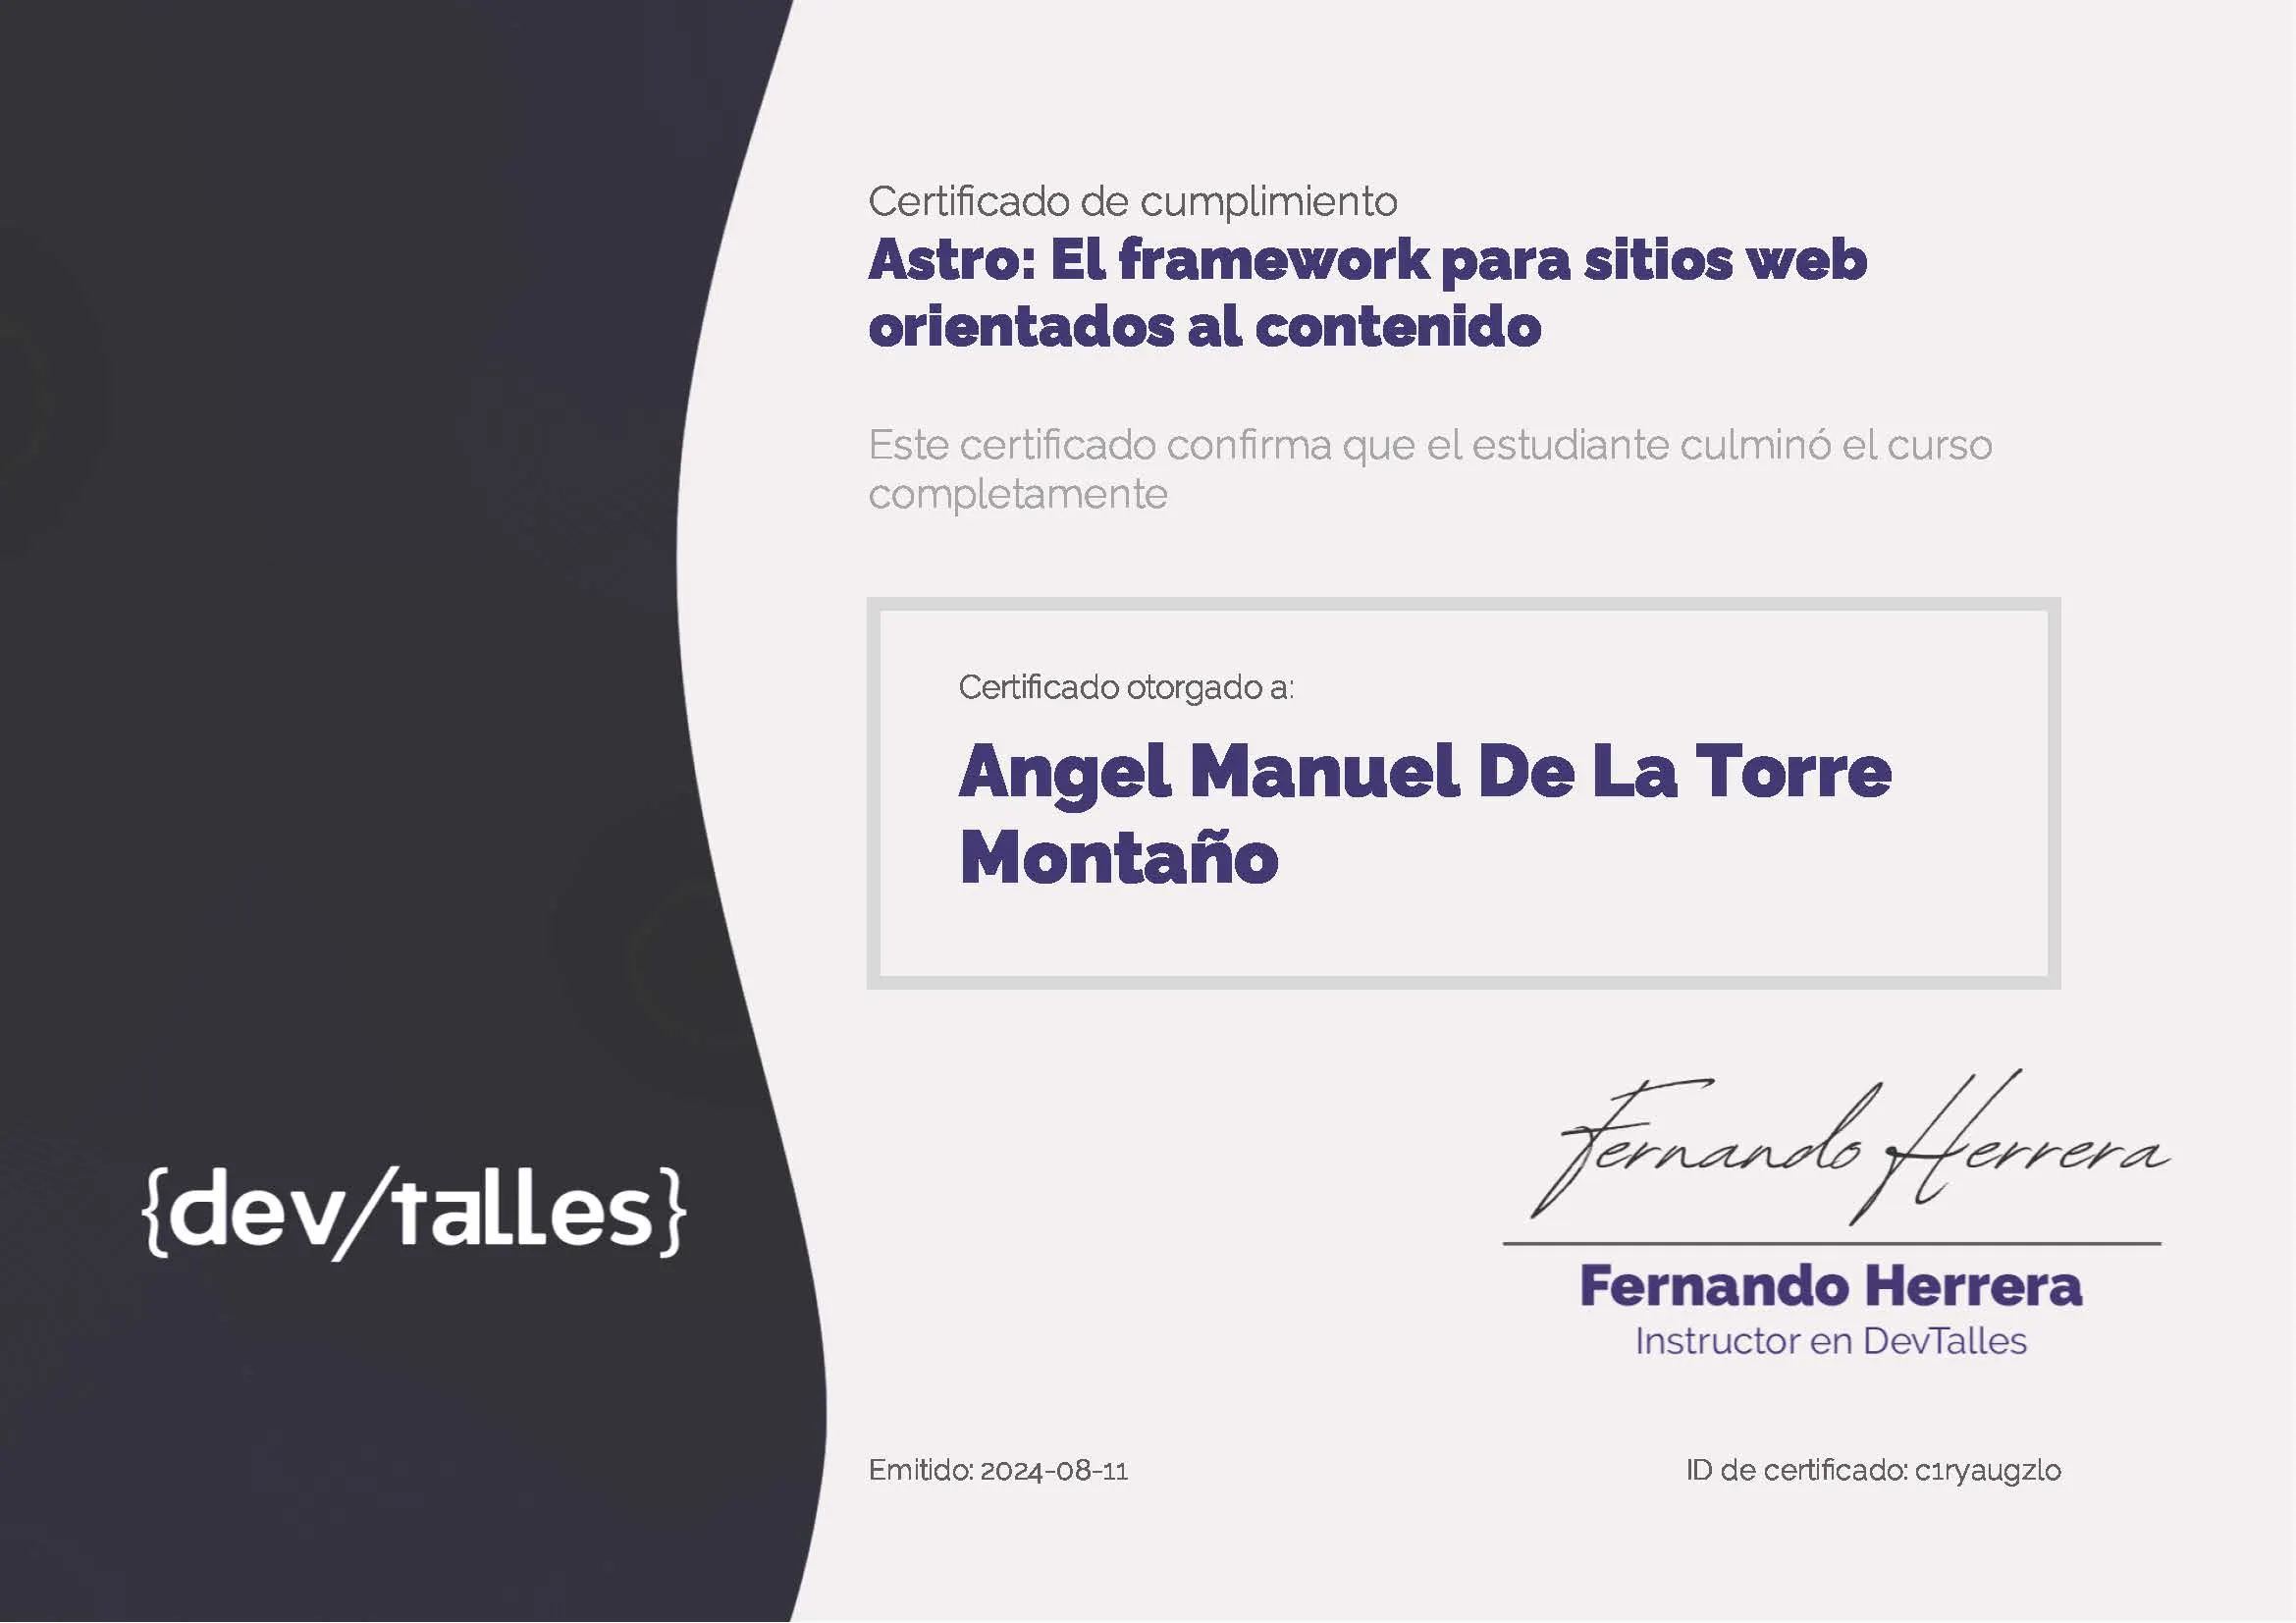 Certificado de cumplimiento
Astro: El framework para sitios web
orientados al contenido
Este certificado confirma que el estudiante culminó el curso
completamente
Certificado otorgado a:
Angel Manuel De La Torre
Montaño
{dev/talles}
Fernando Herrera
Fernando Herrera
Instructor en DevTalles
Emitido: 2024-08-11
ID de certificado: c1ryaugzlo